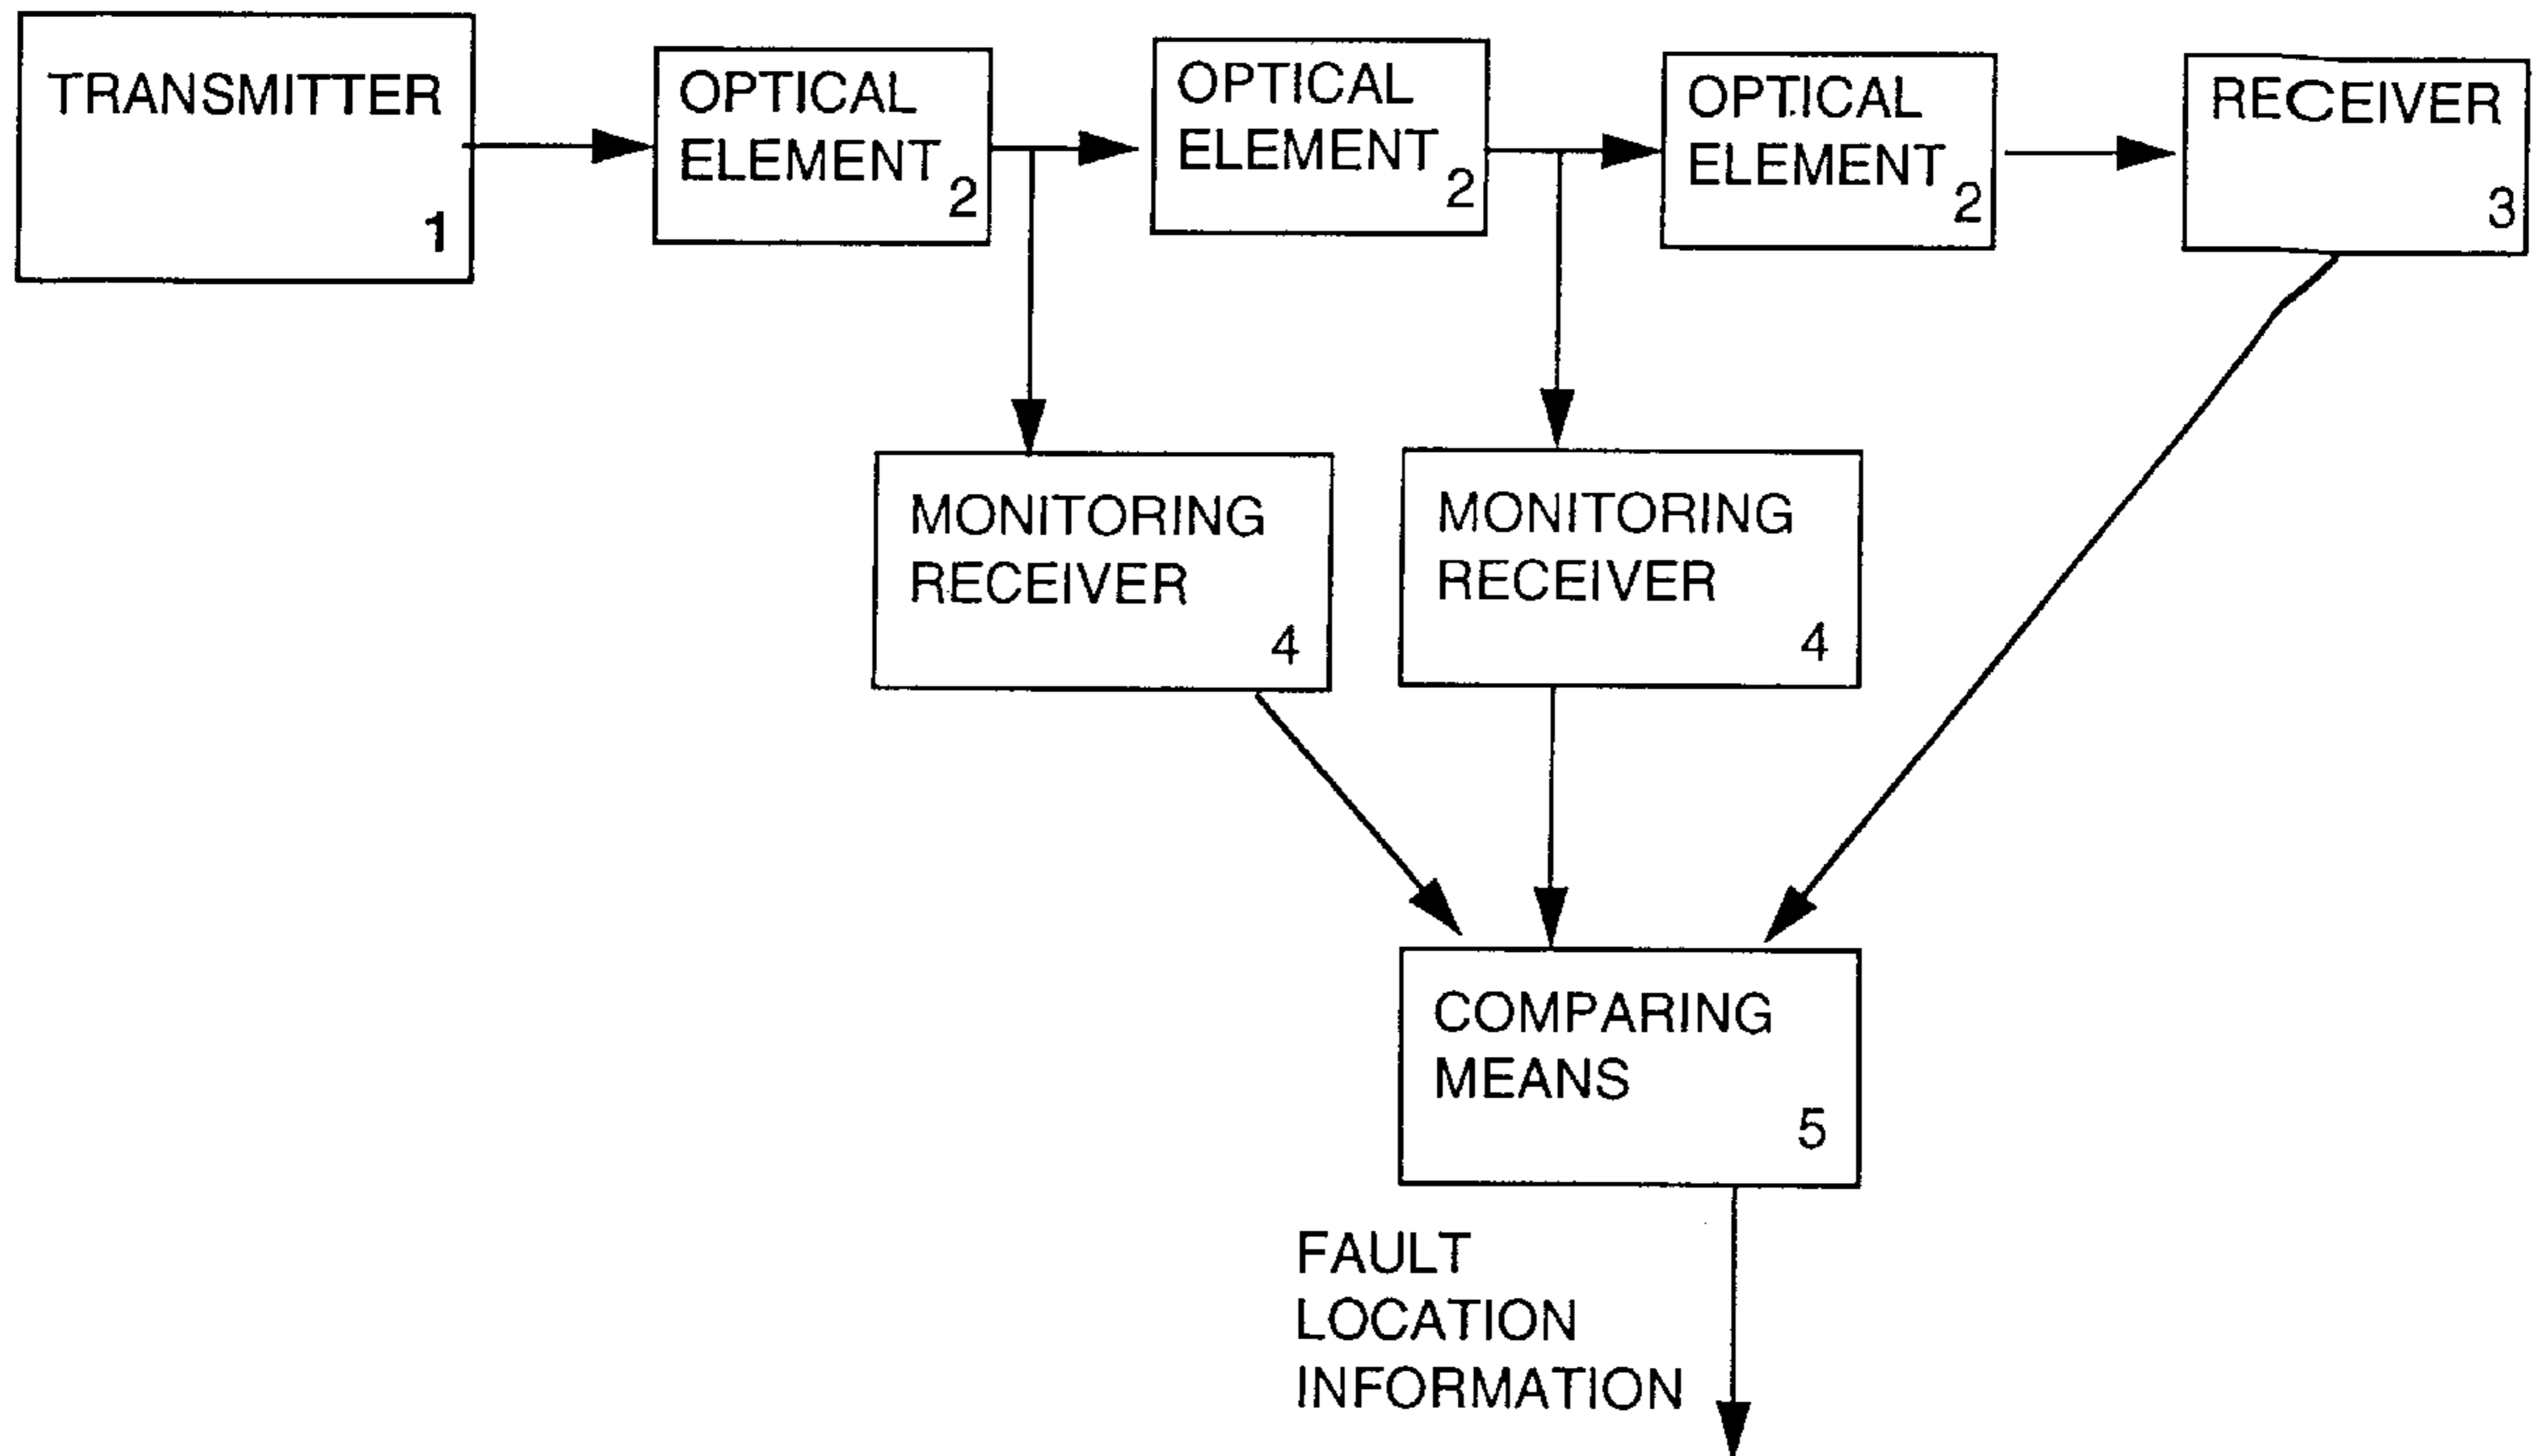 TRANSMITTER
1
OPTICAL
ELEMENT
2
OPTICAL
ELEMENT
2
OPTICAL
ELEMENT
2
RECEIVER
3
MONITORING
RECEIVER
4
MONITORING
RECEIVER
4
COMPARING
MEANS
5
FAULT
LOCATION
INFORMATION